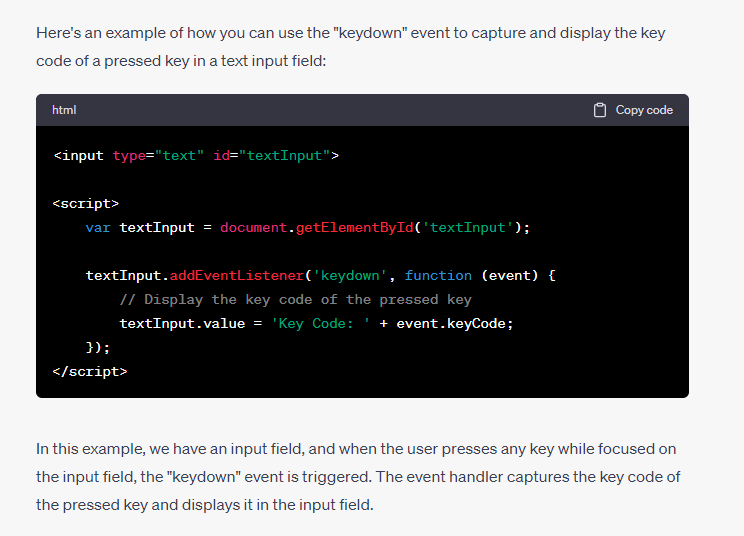 Here's an example of how you can use the "keydown" event to capture and display the key
code of a pressed key in a text input field:
html
Copy code
<input type="text" id="textInput">
<script>
var textInput = document.getElementById('textInput');
textInput.addEventListener('keydown', function (event) {
// Display the key code of the pressed key
textInput.value = 'Key Code: ' + event.keyCode;
});
</script>
In this example, we have an input field, and when the user presses any key while focused on
the input field, the "keydown" event is triggered. The event handler captures the key code of
the pressed key and displays it in the input field.